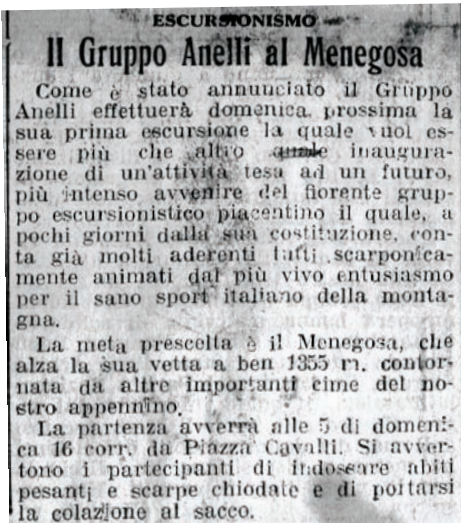 ESCURSIONISMO
Il Gruppo Anelli al Menegosa
Come è stato annunciato il Gruppo
Anelli effettuerà domenica prossima la
sua prima escursione la quale vuol es-
sere più che altro quale inaugura-
zione di un'attività tesa ad un futuro,
più intenso avvenire del fiorente grup-
po escursionistico piacentino il quale, a
pochi giorni dalla sua costituzione, con-
ta già molti aderenti tutti scarponica-
mente animati dal più vivo entusiasmo
per il sano sport italiano della monta-
gna.
La meta prescelta è il Menegosa, che
alza la sua vetta a ben 1355 m. contor-
nata da altre importanti cime del no-
stro appennino.
La partenza avverrà alle 5 di domeni-
ca 16 corr. da Piazza Cavalli. Si avver-
tono i partecipanti di indossare abiti
pesanti e scarpe chiodate e di portarsi
la colazione al sacco.